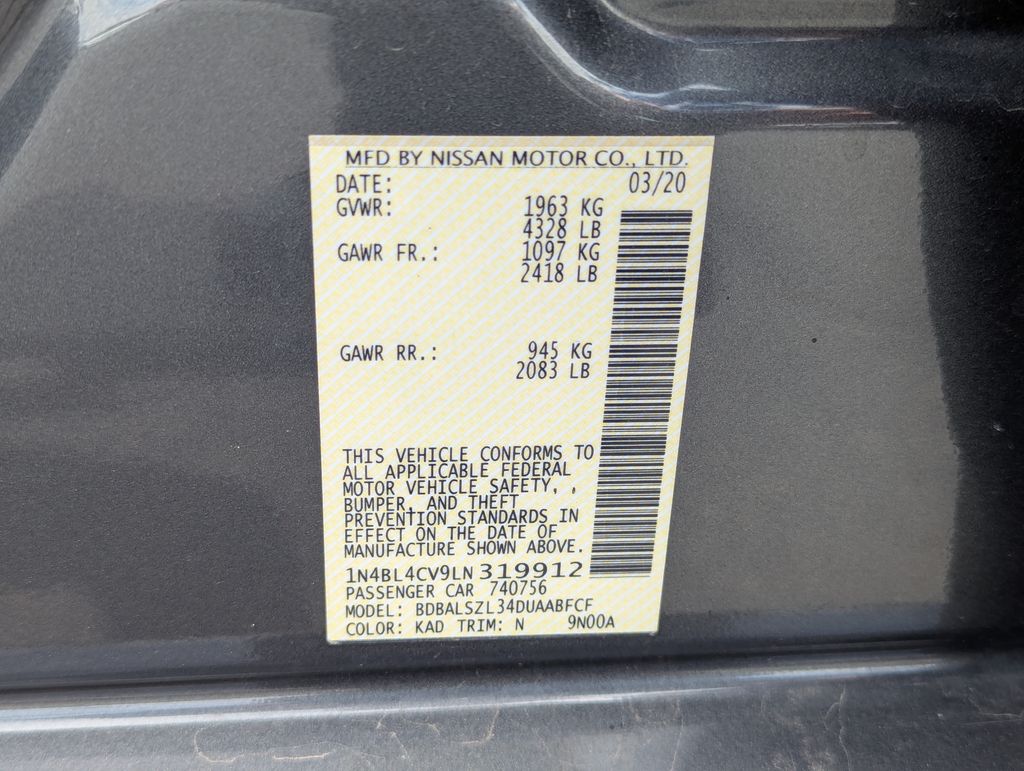 MFD BY NISSAN MOTOR CO., LTD.
DATE: 03/20
GVWR: 1963 KG
4328 LB
GAWR FR.: 1097 KG
2418 LB
GAWR RR.: 945 KG
2083 LB
THIS VEHICLE CONFORMS TO
ALL APPLICABLE FEDERAL
MOTOR VEHICLE SAFETY, ,
BUMPER, AND THEFT
PREVENTION STANDARDS IN
EFFECT ON THE DATE OF
MANUFACTURE SHOWN ABOVE.
1N4BL4CV9LN 319912
PASSENGER CAR 740756
MODEL: BDBALSZL34DUAABFCF
COLOR: KAD TRIM: N 9N00A